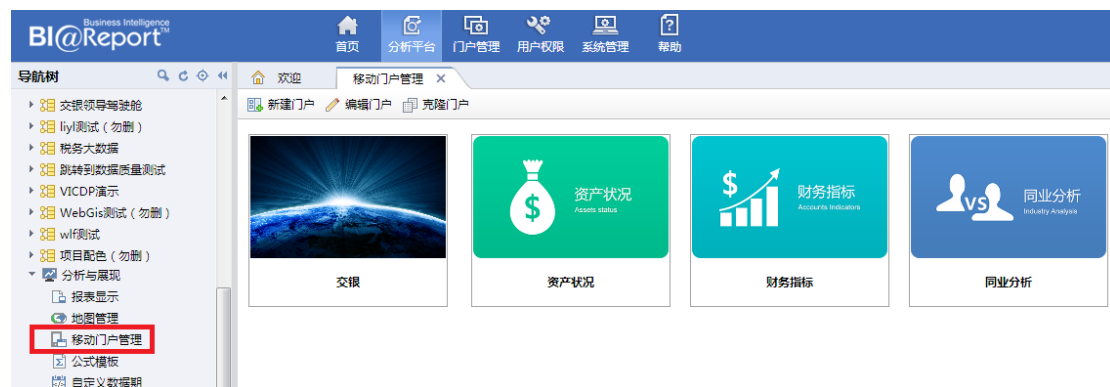 Business Intelligence
BI@Report™
首页 分析平台 门户管理 用户权限 系统管理 帮助
导航树
欢迎 移动门户管理
新建门户 编辑门户 克隆门户
交银领导驾驶舱
liyl测试（勿删）
税务大数据
跳转到数据质量测试
VICDP演示
WebGis测试（勿删）
wlf测试
项目配色（勿删）
分析与展现
报表显示
地图管理
移动门户管理
公式模板
自定义数据期
交银
资产状况
Assets status
资产状况
财务指标
Accounts Indicators
财务指标
VS
同业分析
Industry Analysis
同业分析